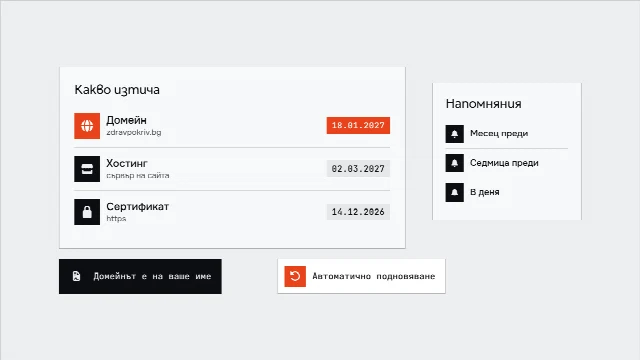 Какво изтича
Домейн
zdravpokriv.bg
18.01.2027
Хостинг
сървър на сайта
02.03.2027
Сертификат
https
14.12.2026
Напомняния
Месец преди
Седмица преди
В деня
Домейнът е на ваше име
Автоматично подновяване